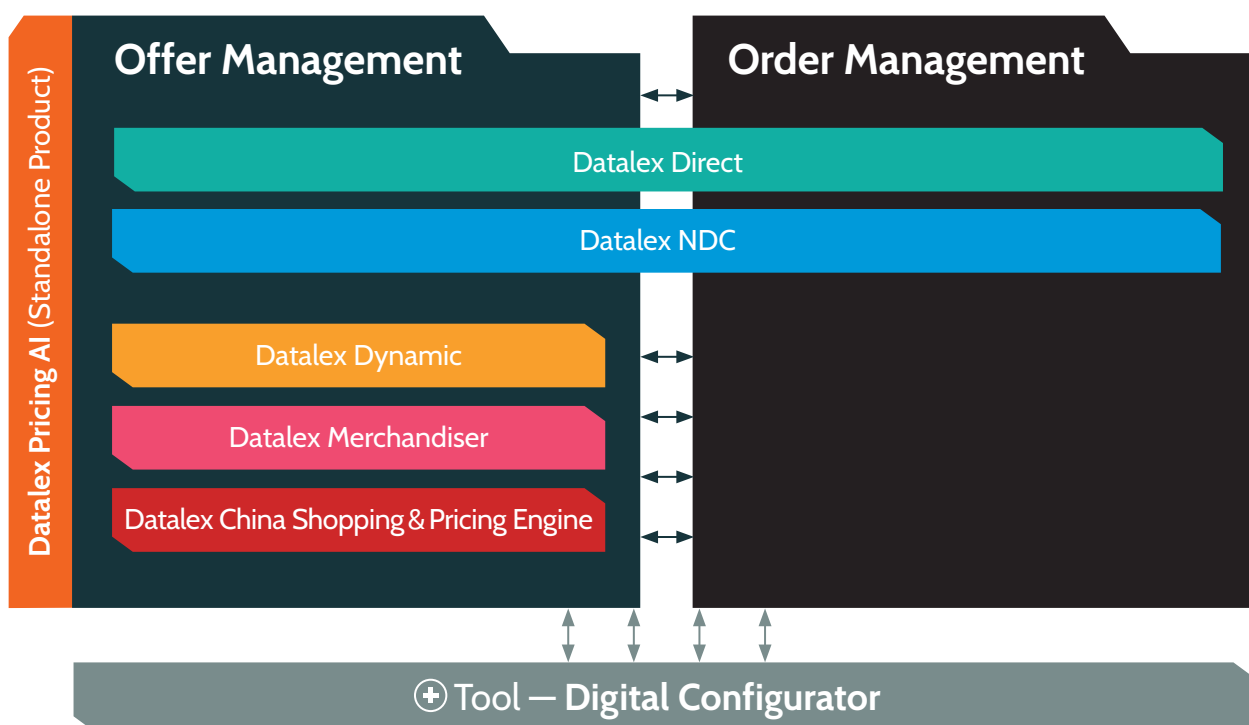 Datalex Pricing AI (Standalone Product)
Offer Management
Order Management
Datalex Direct
Datalex NDC
Datalex Dynamic
Datalex Merchandiser
Datalex China Shopping & Pricing Engine
Tool — Digital Configurator